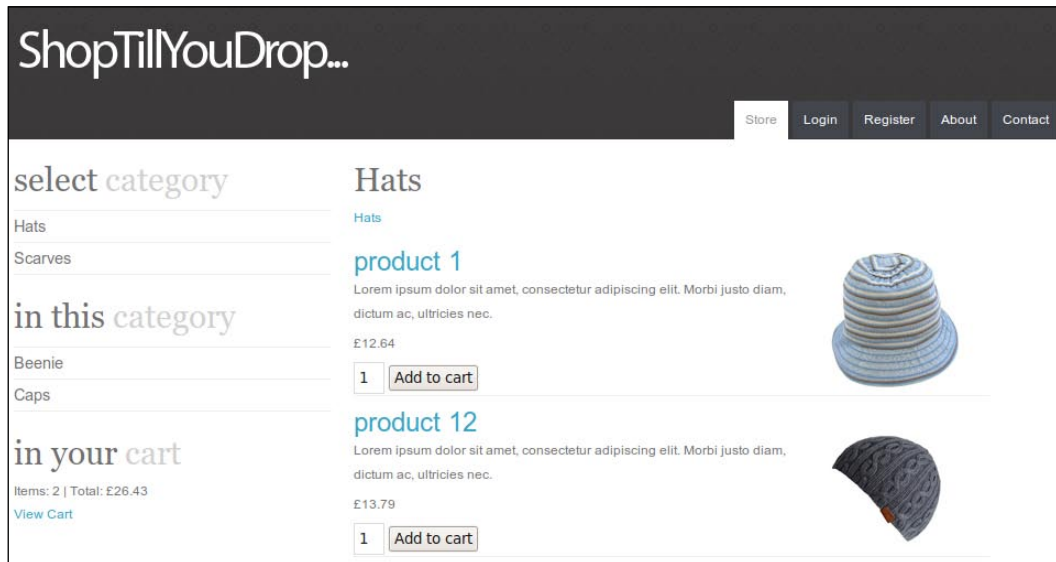 ShopTillYouDrop...
Store Login Register About Contact
select category
Hats
Scarves
in this category
Beenie
Caps
in your cart
Items: 2 | Total: £26.43
View Cart
Hats
Hats
product 1
Lorem ipsum dolor sit amet, consectetur adipiscing elit. Morbi justo diam,
dictum ac, ultricies nec.
£12.64
1 Add to cart
product 12
Lorem ipsum dolor sit amet, consectetur adipiscing elit. Morbi justo diam,
dictum ac, ultricies nec.
£13.79
1 Add to cart